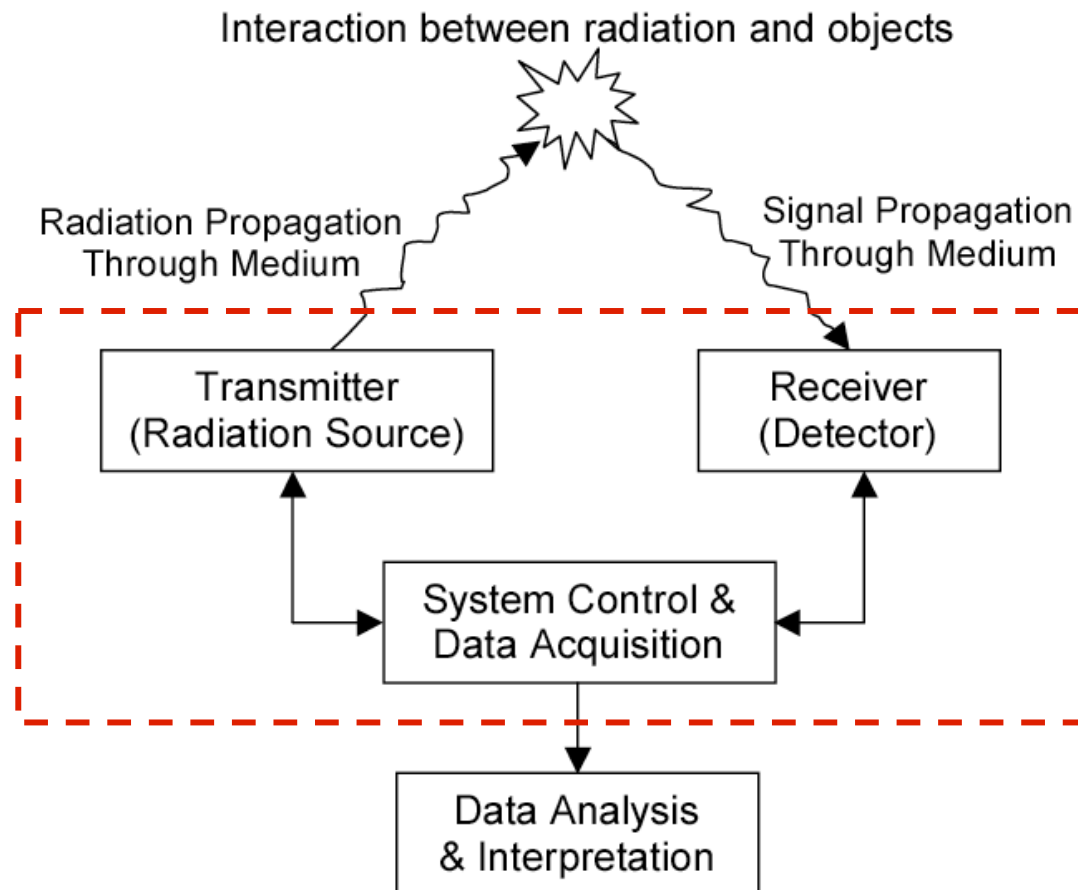 Interaction between radiation and objects
Radiation Propagation
Through Medium
Signal Propagation
Through Medium
Transmitter
(Radiation Source)
Receiver
(Detector)
System Control &
Data Acquisition
Data Analysis
& Interpretation